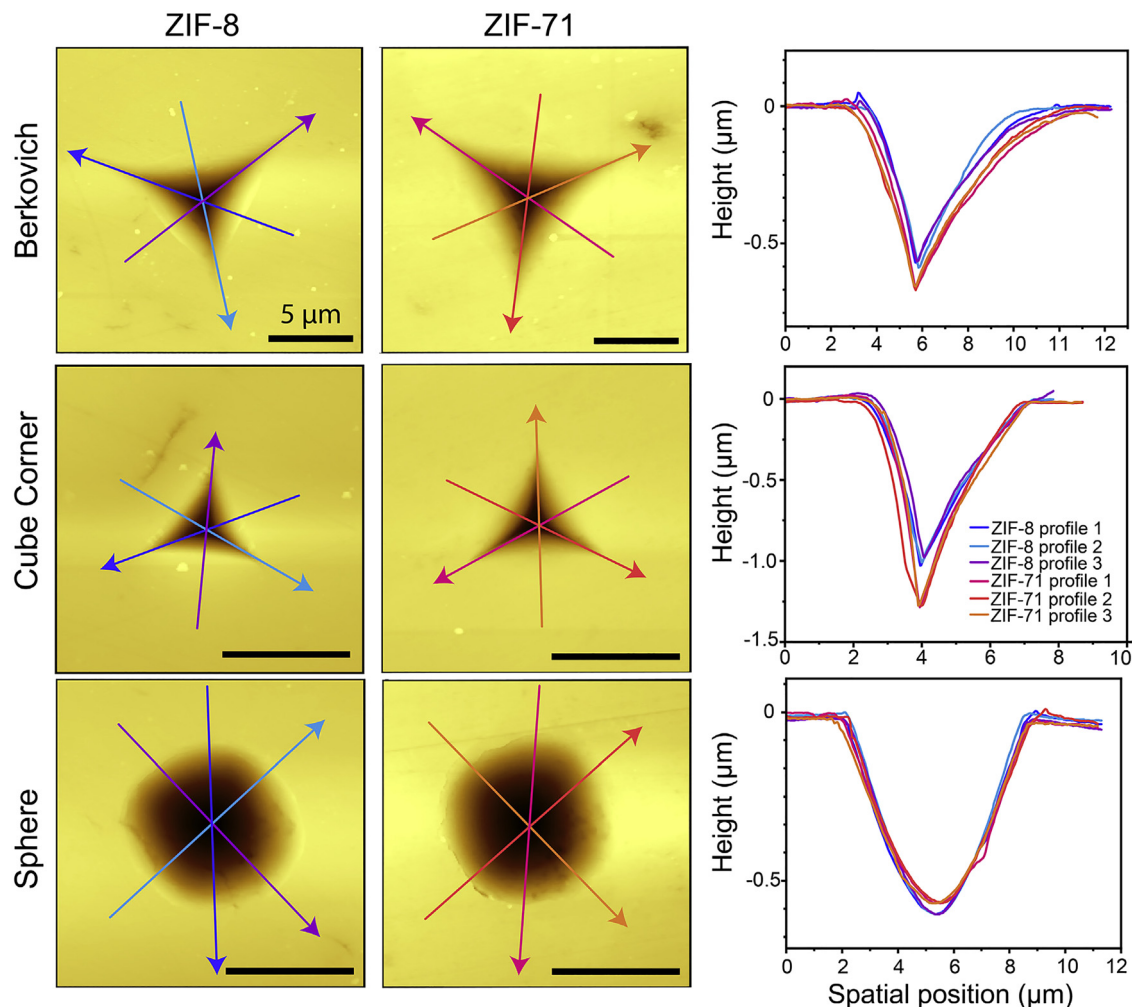 ZIF-8
ZIF-71
Berkovich
5 µm
Height (µm)
0
-0.5
0 2 4 6 8 10 12
Cube Corner
Height (µm)
0
-0.5
-1.0
-1.5
ZIF-8 profile 1
ZIF-8 profile 2
ZIF-8 profile 3
ZIF-71 profile 1
ZIF-71 profile 2
ZIF-71 profile 3
0 2 4 6 8 10
Sphere
Height (µm)
0
-0.5
0 2 4 6 8 10 12
Spatial position (µm)